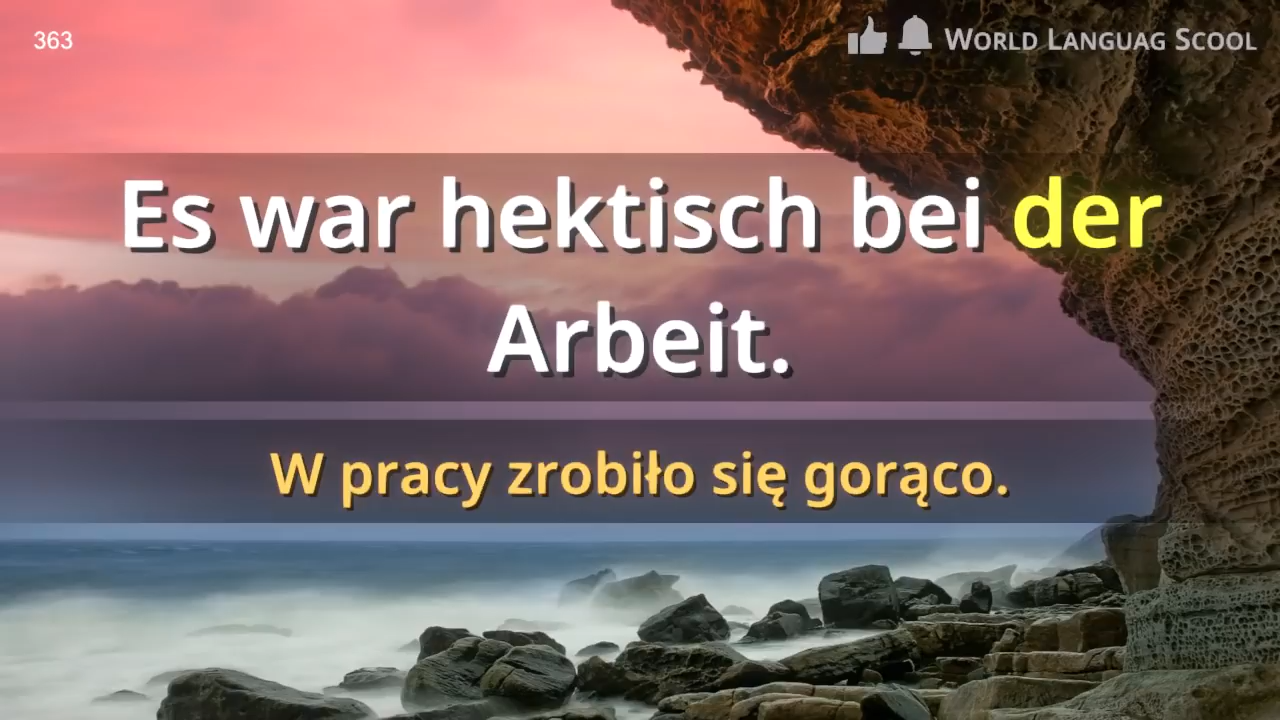 363
WORLD LANGUAG SCOOL
Es war hektisch bei der
Arbeit.
W pracy zrobiło się gorąco.